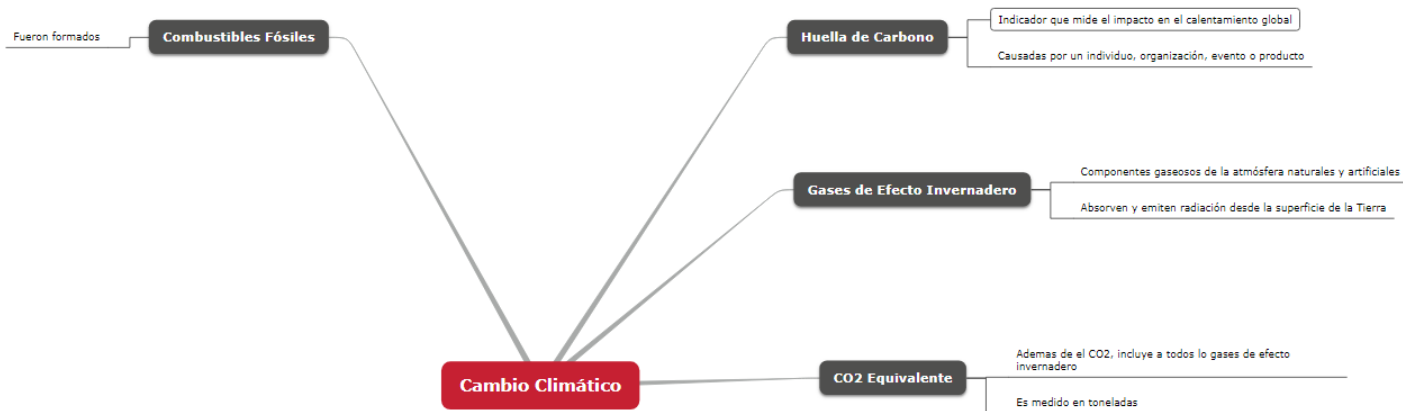 Fueron formados
Combustibles Fósiles
Huella de Carbono
Indicador que mide el impacto en el calentamiento global
Causadas por un individuo, organización, evento o producto
Gases de Efecto Invernadero
Componentes gaseosos de la atmósfera naturales y artificiales
Absorven y emiten radiación desde la superficie de la Tierra
Cambio Climático
CO2 Equivalente
Ademas de el CO2, incluye a todos lo gases de efecto
invernadero
Es medido en toneladas